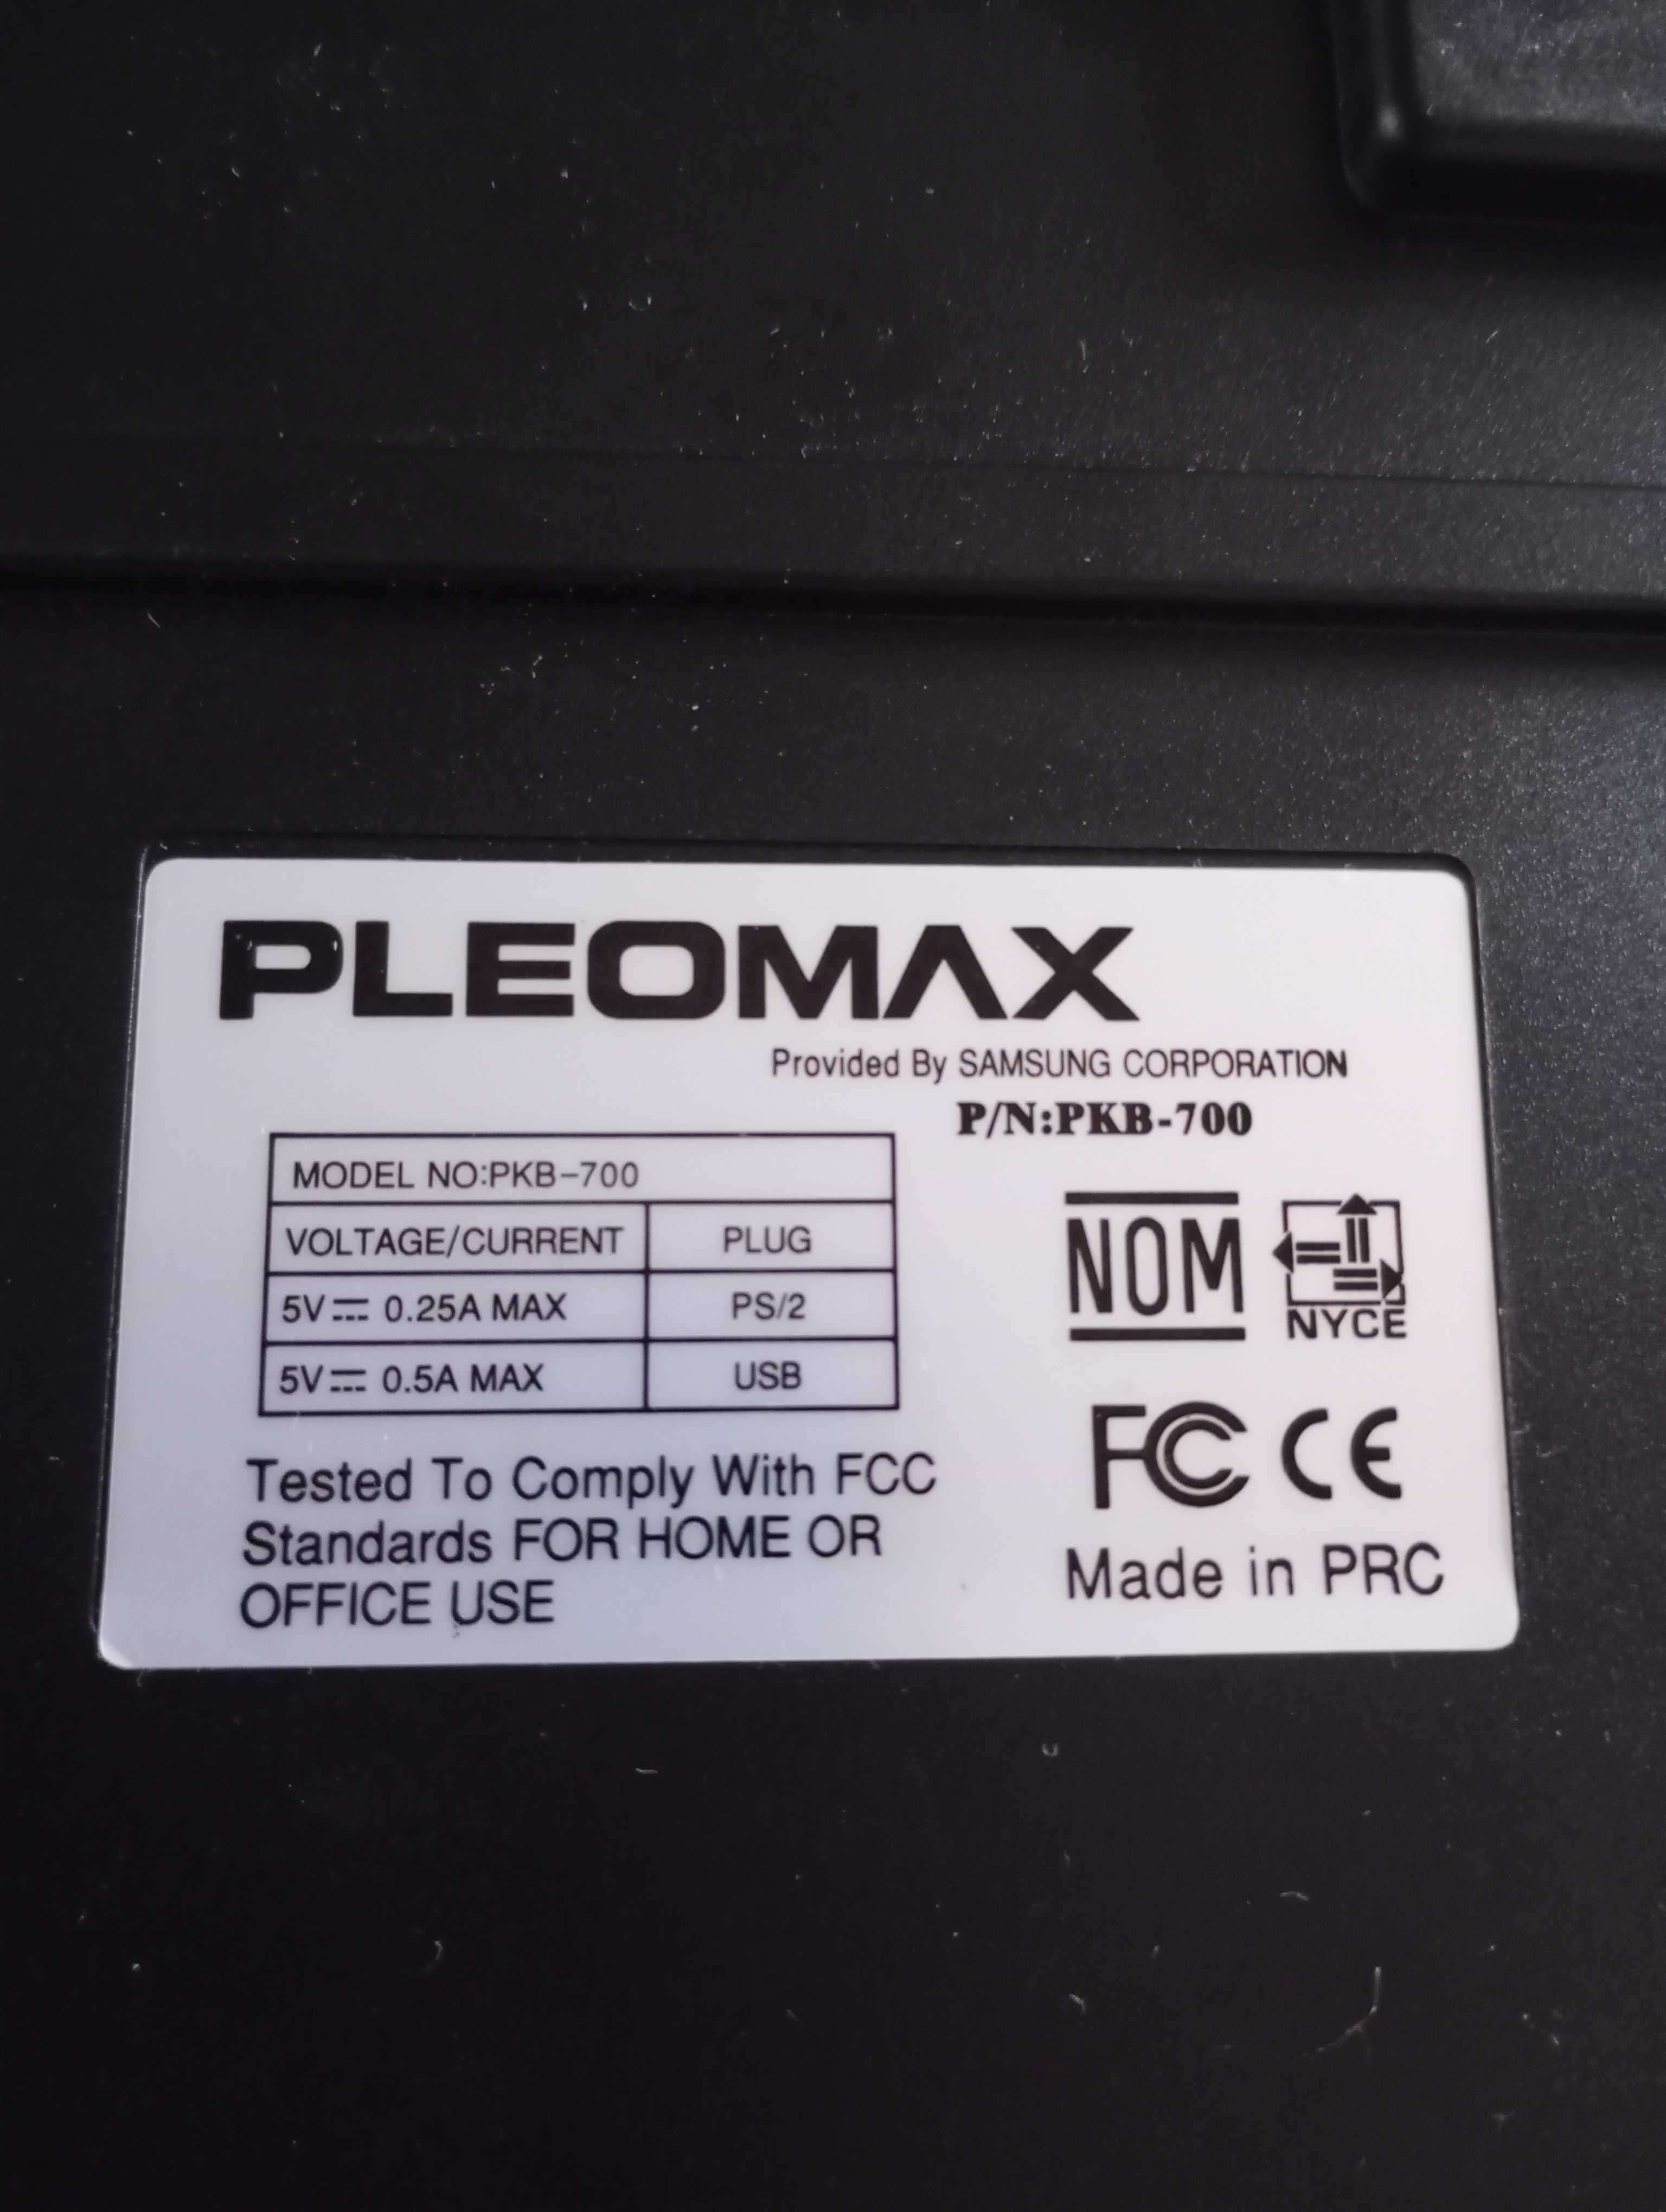 PLEOMAX
Provided By SAMSUNG CORPORATION
P/N:PKB-700
MODEL NO:PKB-700
VOLTAGE/CURRENT PLUG
5V⎓ 0.25A MAX PS/2
5V⎓ 0.5A MAX USB
NOM
NYCE
Tested To Comply With FCC
Standards FOR HOME OR
OFFICE USE
FC CE
Made in PRC